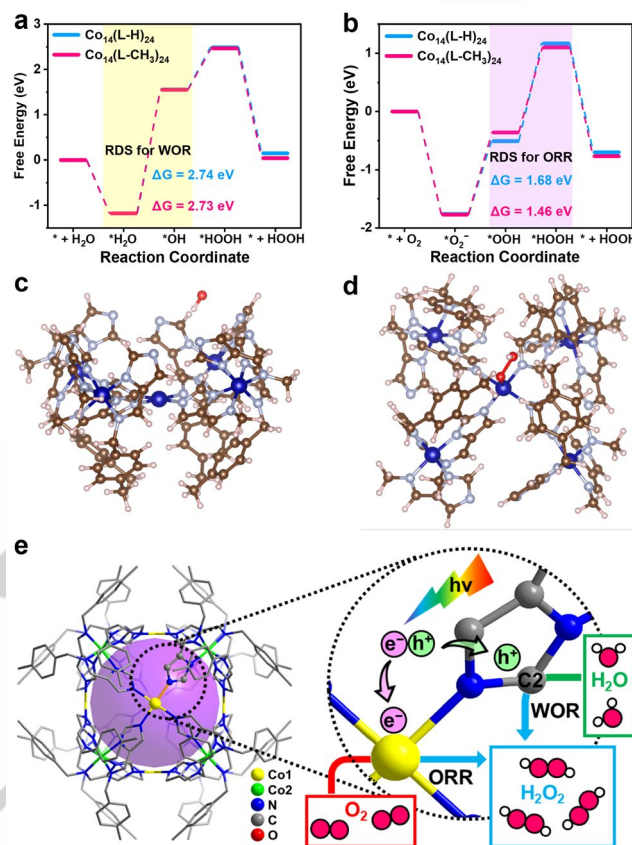 a
Free Energy (eV)
3
2
1
0
-1
Co₁₄(L-H)₂₄
Co₁₄(L-CH₃)₂₄
RDS for WOR
ΔG = 2.74 eV
ΔG = 2.73 eV
* + H₂O *H₂O *OH *HOOH * + HOOH
Reaction Coordinate
b
Free Energy (eV)
1
0
-1
-2
Co₁₄(L-H)₂₄
Co₁₄(L-CH₃)₂₄
RDS for ORR
ΔG = 1.68 eV
ΔG = 1.46 eV
* + O₂ *O₂⁻ *OOH *HOOH * + HOOH
Reaction Coordinate
c
d
e
Co1
Co2
N
C
O
hν
e⁻ h⁺
h⁺
e⁻
C2
H₂O
WOR
ORR
O₂
H₂O₂